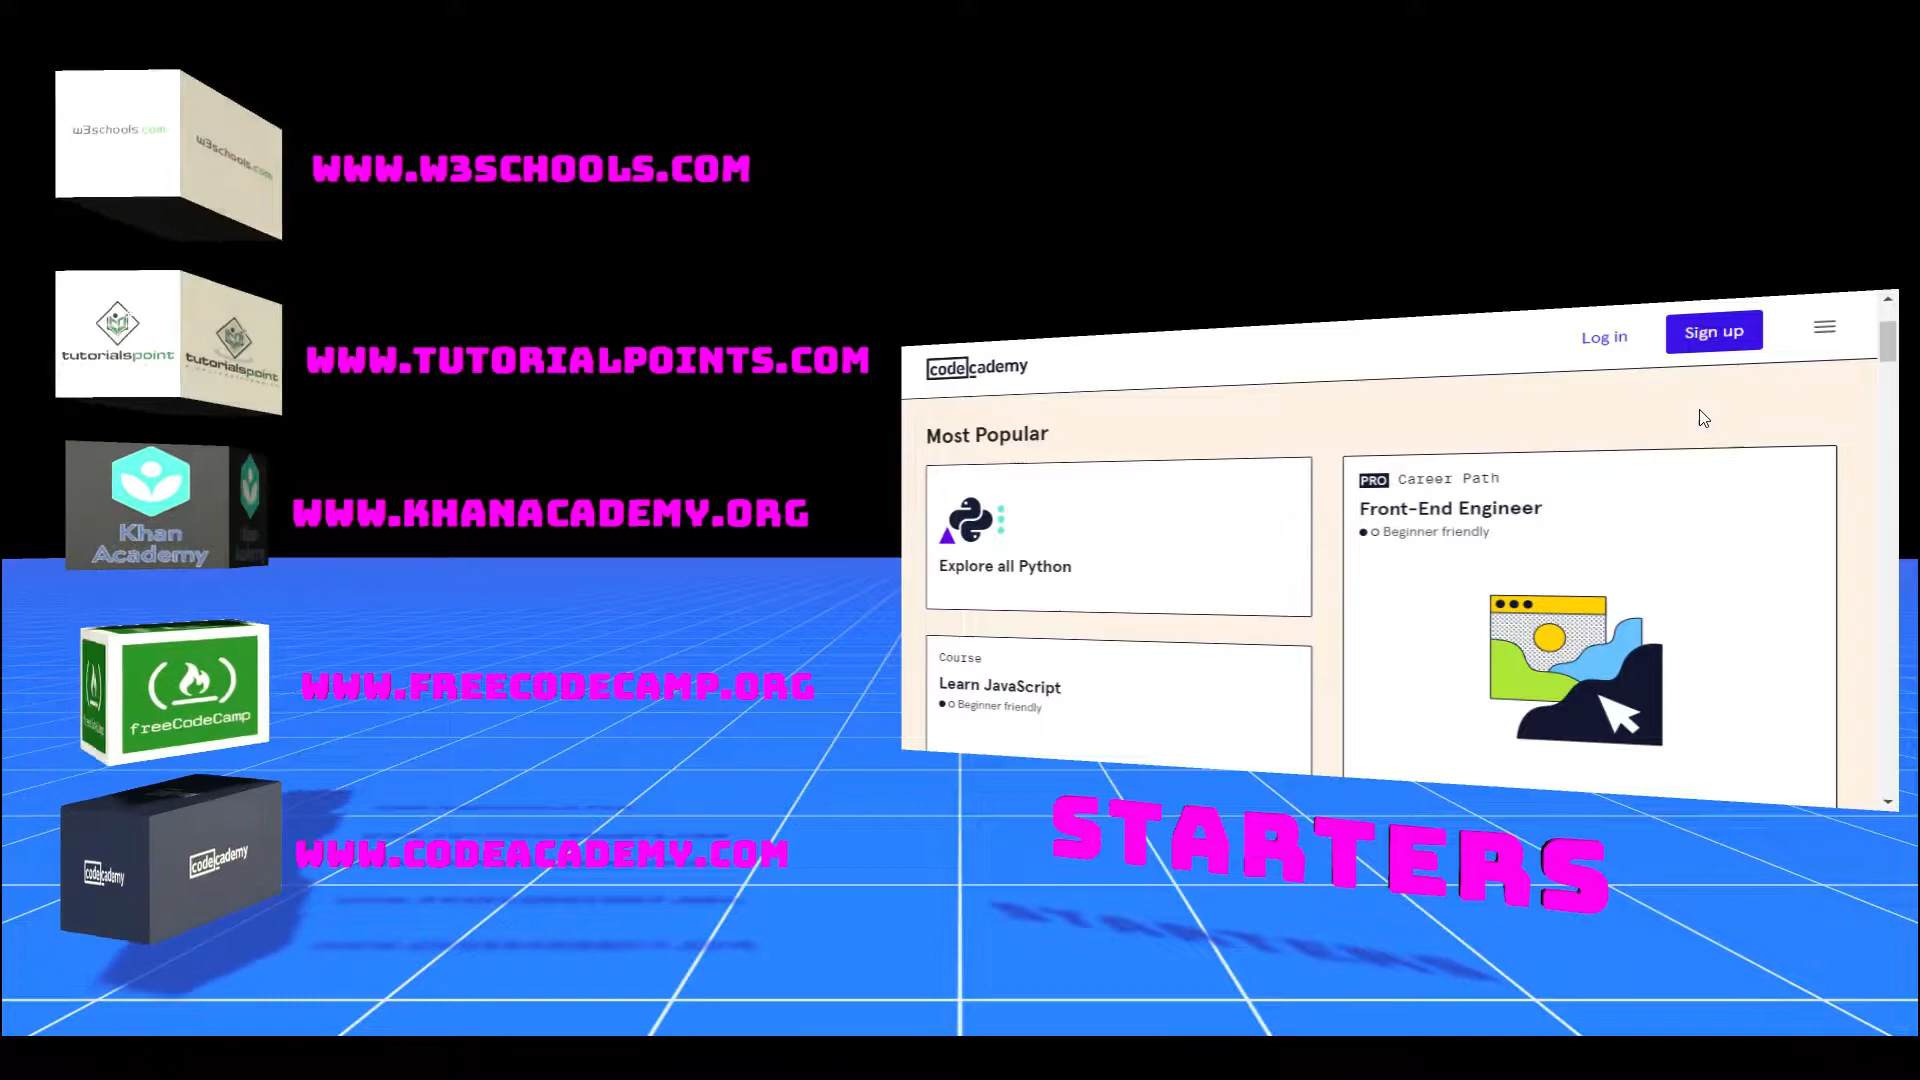 w3schools.com
w3schools.com
WWW.W3SCHOOLS.COM
tutorialspoint
tutorialspoint
WWW.TUTORIALPOINTS.COM
Khan
Academy
WWW.KHANACADEMY.ORG
freeCodeCamp
WWW.FREECODECAMP.ORG
codecademy
codecademy
WWW.CODEACADEMY.COM
codecademy
Log in
Sign up
Most Popular
Explore all Python
Course
Learn JavaScript
Beginner friendly
PRO Career Path
Front-End Engineer
Beginner friendly
STARTERS